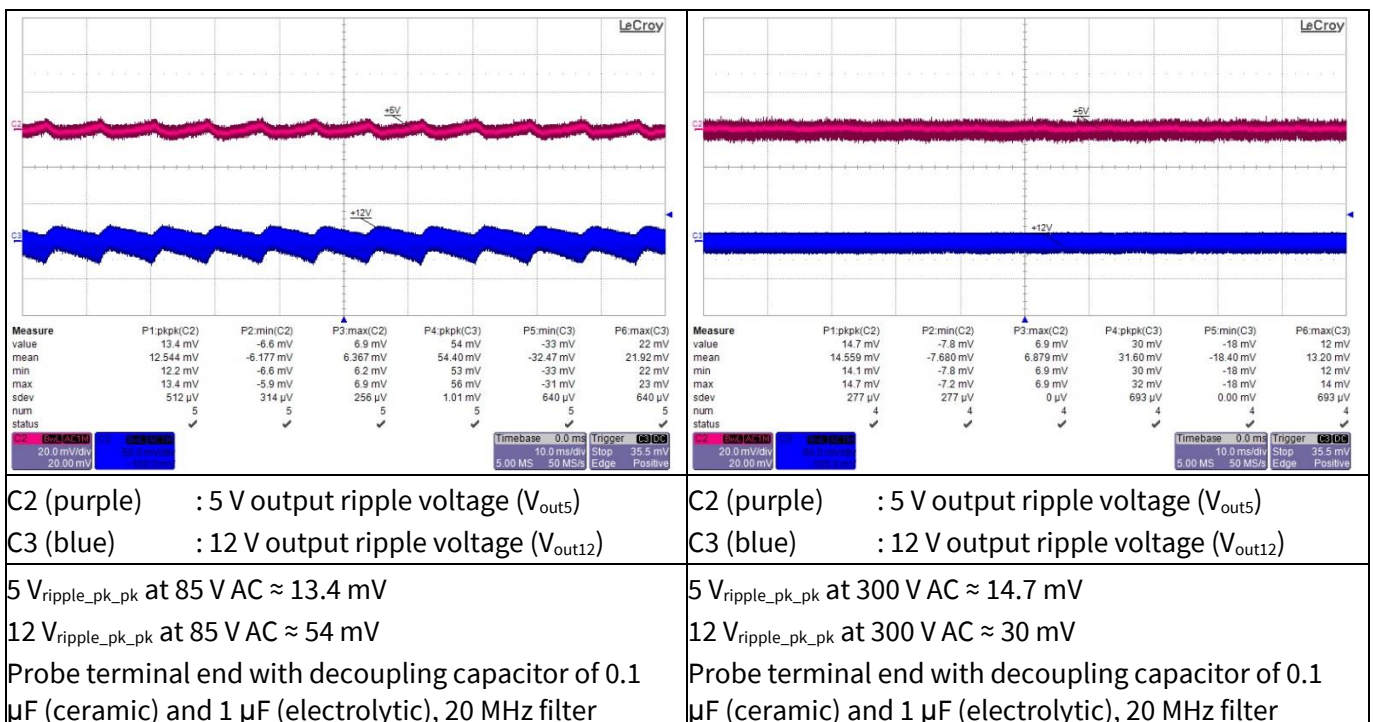 LeCroy
C2
+5V
+12V
C3
Measure P1:pkpk(C2) P2:min(C2) P3:max(C2) P4:pkpk(C3) P5:min(C3) P6:max(C3)
value 13.4 mV -6.6 mV 6.9 mV 54 mV -33 mV 22 mV
mean 12.544 mV -6.177 mV 6.367 mV 54.40 mV -32.47 mV 21.92 mV
min 12.2 mV -6.6 mV 6.2 mV 53 mV -33 mV 22 mV
max 13.4 mV -5.9 mV 6.9 mV 56 mV -31 mV 23 mV
sdev 512 µV 314 µV 256 µV 1.01 mV 640 µV 640 µV
num 5 5 5 5 5 5
status
C2 BwL AC1M
Timebase 0.0 ms Trigger C3 DC
20.0 mV/div 10.0 ms/div Stop 35.5 mV
20.00 mV 5.00 MS 50 MS/s Edge Positive
LeCroy
C2
+5V
+12V
C3
Measure P1:pkpk(C2) P2:min(C2) P3:max(C2) P4:pkpk(C3) P5:min(C3) P6:max(C3)
value 14.7 mV -7.8 mV 6.9 mV 30 mV -18 mV 12 mV
mean 14.559 mV -7.680 mV 6.879 mV 31.60 mV -18.40 mV 13.20 mV
min 14.1 mV -7.8 mV 6.9 mV 30 mV -18 mV 12 mV
max 14.7 mV -7.2 mV 6.9 mV 32 mV -18 mV 14 mV
sdev 277 µV 277 µV 0 µV 693 µV 0.00 mV 693 µV
num 4 4 4 4 4 4
status
C2 BwL AC1M
Timebase 0.0 ms Trigger C3 DC
20.0 mV/div 10.0 ms/div Stop 35.5 mV
20.00 mV 5.00 MS 50 MS/s Edge Positive
C2 (purple) : 5 V output ripple voltage (Vout5)
C3 (blue) : 12 V output ripple voltage (Vout12)
C2 (purple) : 5 V output ripple voltage (Vout5)
C3 (blue) : 12 V output ripple voltage (Vout12)
5 Vripple_pk_pk at 85 V AC ≈ 13.4 mV
12 Vripple_pk_pk at 85 V AC ≈ 54 mV
Probe terminal end with decoupling capacitor of 0.1
µF (ceramic) and 1 µF (electrolytic), 20 MHz filter
5 Vripple_pk_pk at 300 V AC ≈ 14.7 mV
12 Vripple_pk_pk at 300 V AC ≈ 30 mV
Probe terminal end with decoupling capacitor of 0.1
µF (ceramic) and 1 µF (electrolytic), 20 MHz filter